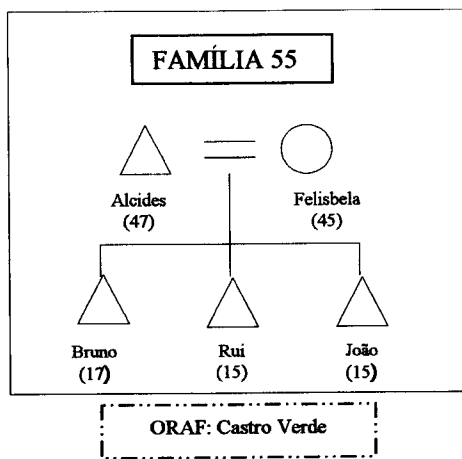 FAMÍLIA 55
Alcides
(47)
Felisbela
(45)
Bruno
(17)
Rui
(15)
João
(15)
ORAF: Castro Verde